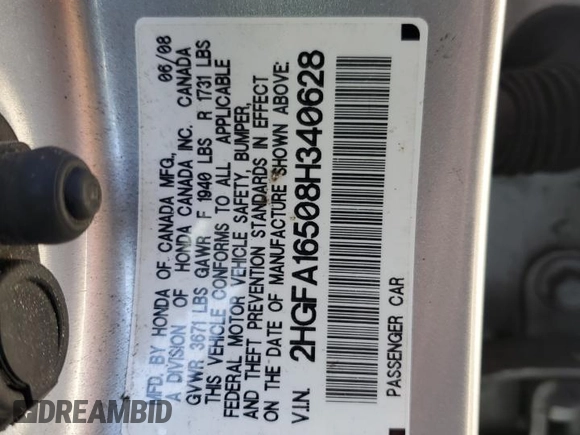 MFD. BY HONDA OF CANADA MFG., 06/08
A DIVISION OF HONDA CANADA INC. CANADA
GVWR 3671 LBS GAWR F 1940 LBS R 1731 LBS
THIS VEHICLE CONFORMS TO ALL APPLICABLE
FEDERAL MOTOR VEHICLE SAFETY, BUMPER,
AND THEFT PREVENTION STANDARDS IN EFFECT
ON THE DATE OF MANUFACTURE SHOWN ABOVE.
V.I.N. 2HGFA16508H340628
PASSENGER CAR
DREAMBID